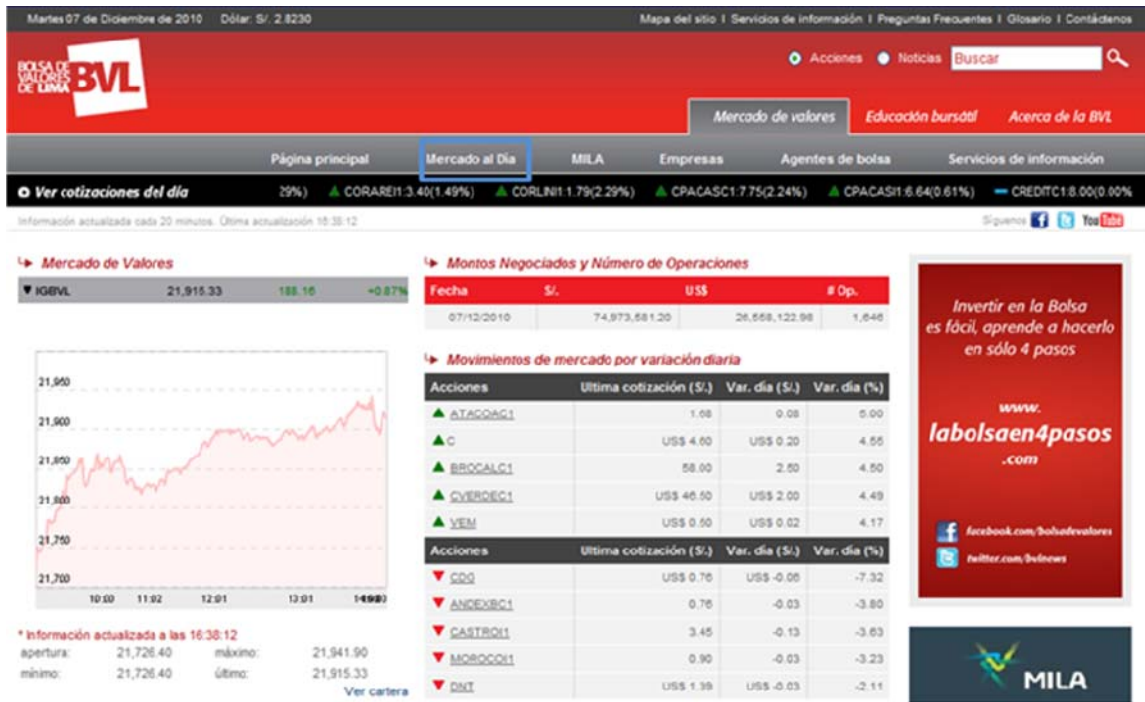 Martes 07 de Diciembre de 2010 Dólar: S/. 2.8230 Mapa del sitio I Servicios de información I Preguntas Frecuentes I Glosario I Contáctenos
BOLSA DE VALORES DE LIMA BVL
Acciones Noticias Buscar
Mercado de valores Educación bursátil Acerca de la BVL
Página principal Mercado al Día MILA Empresas Agentes de bolsa Servicios de información
Ver cotizaciones del día 29%) CORAREI1:3.40(1.49%) CORLINI1:1.79(2.29%) CPACASC1:7.75(2.24%) CPACASI1:6.64(0.61%) CREDITC1:8.00(0.00%
Información actualizada cada 20 minutos. Última actualización 16:38:12 Síguenos You Tube
Mercado de Valores
IGBVL 21,915.33 188.16 +0.87%
21,950
21,900
21,850
21,800
21,750
21,700
10:00 11:02 12:01 13:01
* Información actualizada a las 16:38:12
apertura: 21,726.40 máximo: 21,941.90
mínimo: 21,726.40 último: 21,915.33
Ver cartera
Montos Negociados y Número de Operaciones
Fecha S/. US$ # Op.
07/12/2010 74,973,581.20 26,558,122.98 1,646
Movimientos de mercado por variación diaria
Acciones Ultima cotización (S/.) Var. día (S/.) Var. día (%)
ATACOAC1 1.68 0.08 5.00
C US$ 4.60 US$ 0.20 4.55
BROCALC1 58.00 2.50 4.50
CVERDEC1 US$ 46.50 US$ 2.00 4.49
VEM US$ 0.50 US$ 0.02 4.17
Acciones Ultima cotización (S/.) Var. día (S/.) Var. día (%)
CDG US$ 0.76 US$ -0.06 -7.32
ANDEXBC1 0.76 -0.03 -3.80
CASTROI1 3.45 -0.13 -3.63
MOROCOI1 0.90 -0.03 -3.23
DNT US$ 1.39 US$ -0.03 -2.11
Invertir en la Bolsa
es fácil, aprende a hacerlo
en sólo 4 pasos
www.
labolsaen4pasos
.com
facebook.com/bolsadevalores
twitter.com/bvlnews
MILA